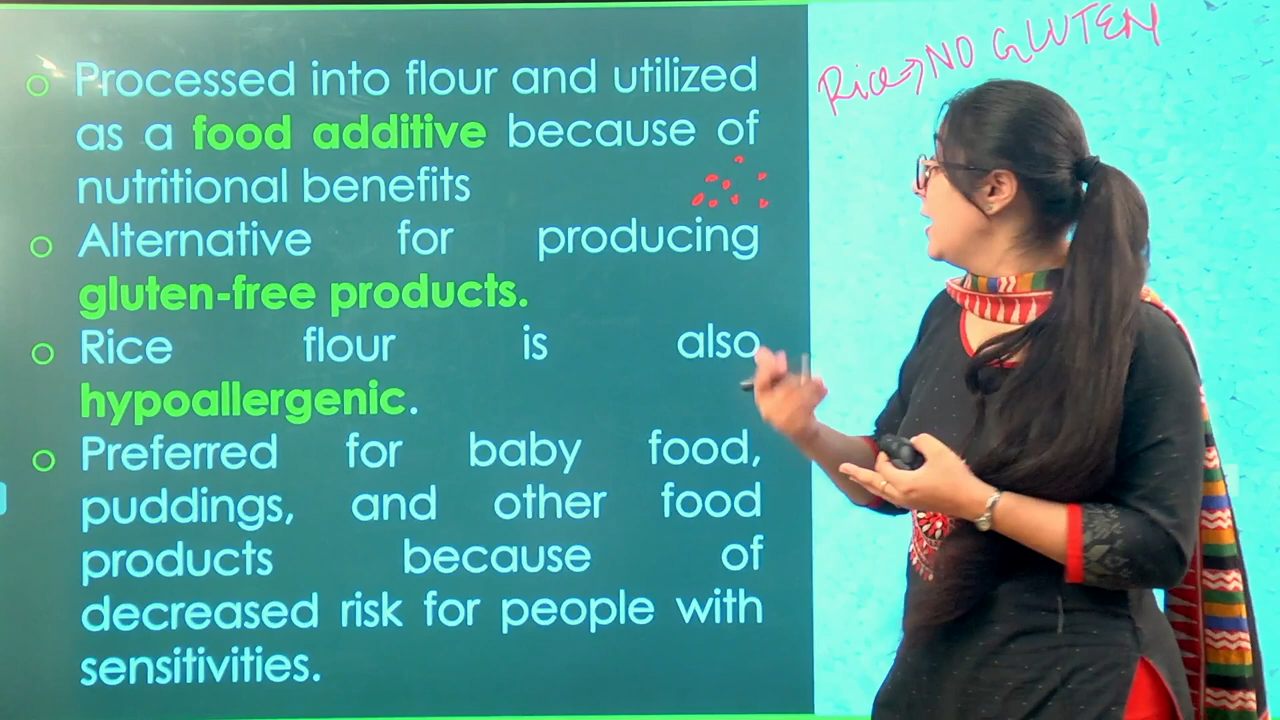 Rice→NO GLUTEN
Processed into flour and utilized
as a food additive because of
nutritional benefits
Alternative for producing
gluten-free products.
Rice flour is also
hypoallergenic.
Preferred for baby food,
puddings, and other food
products because of
decreased risk for people with
sensitivities.